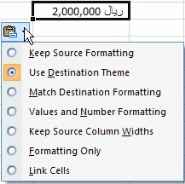 ریال 2,000,000
Keep Source Formatting
Use Destination Theme
Match Destination Formatting
Values and Number Formatting
Keep Source Column Widths
Formatting Only
Link Cells